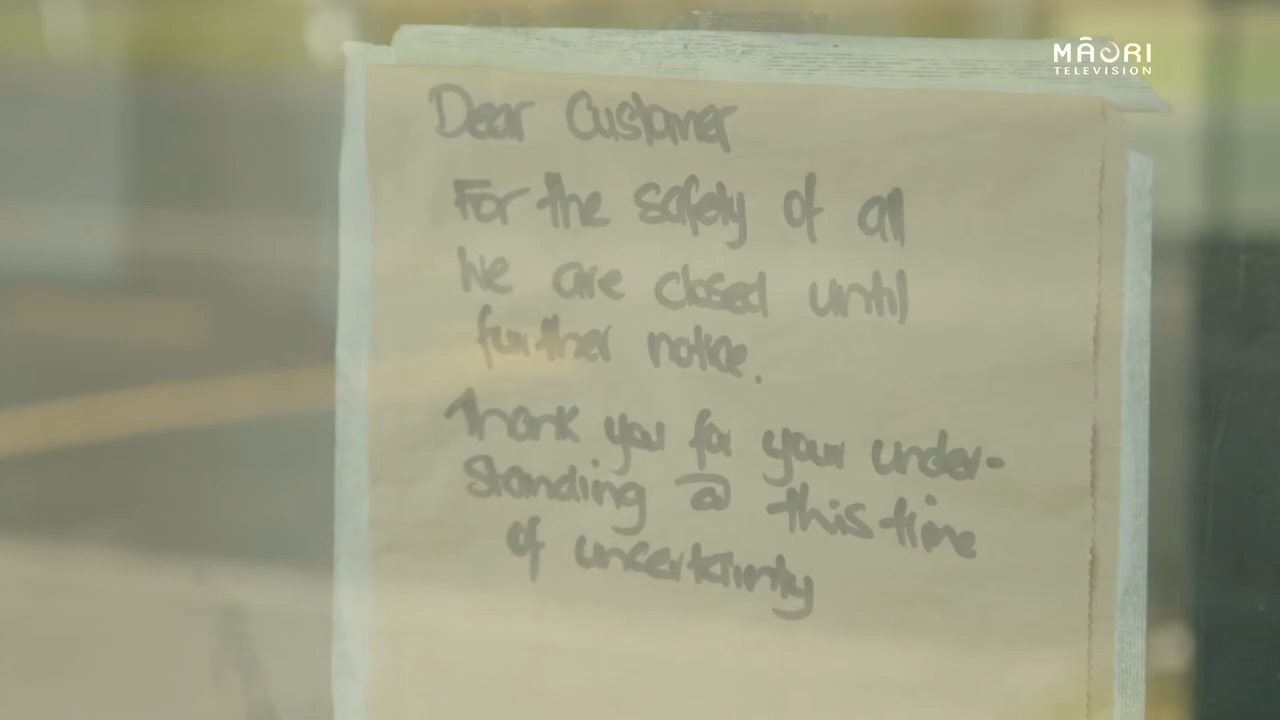 MĀORI
TELEVISION
Dear Customer
For the safety of all
We are closed until
further notice.
Thank you for your under-
standing @ this time
of uncertainty